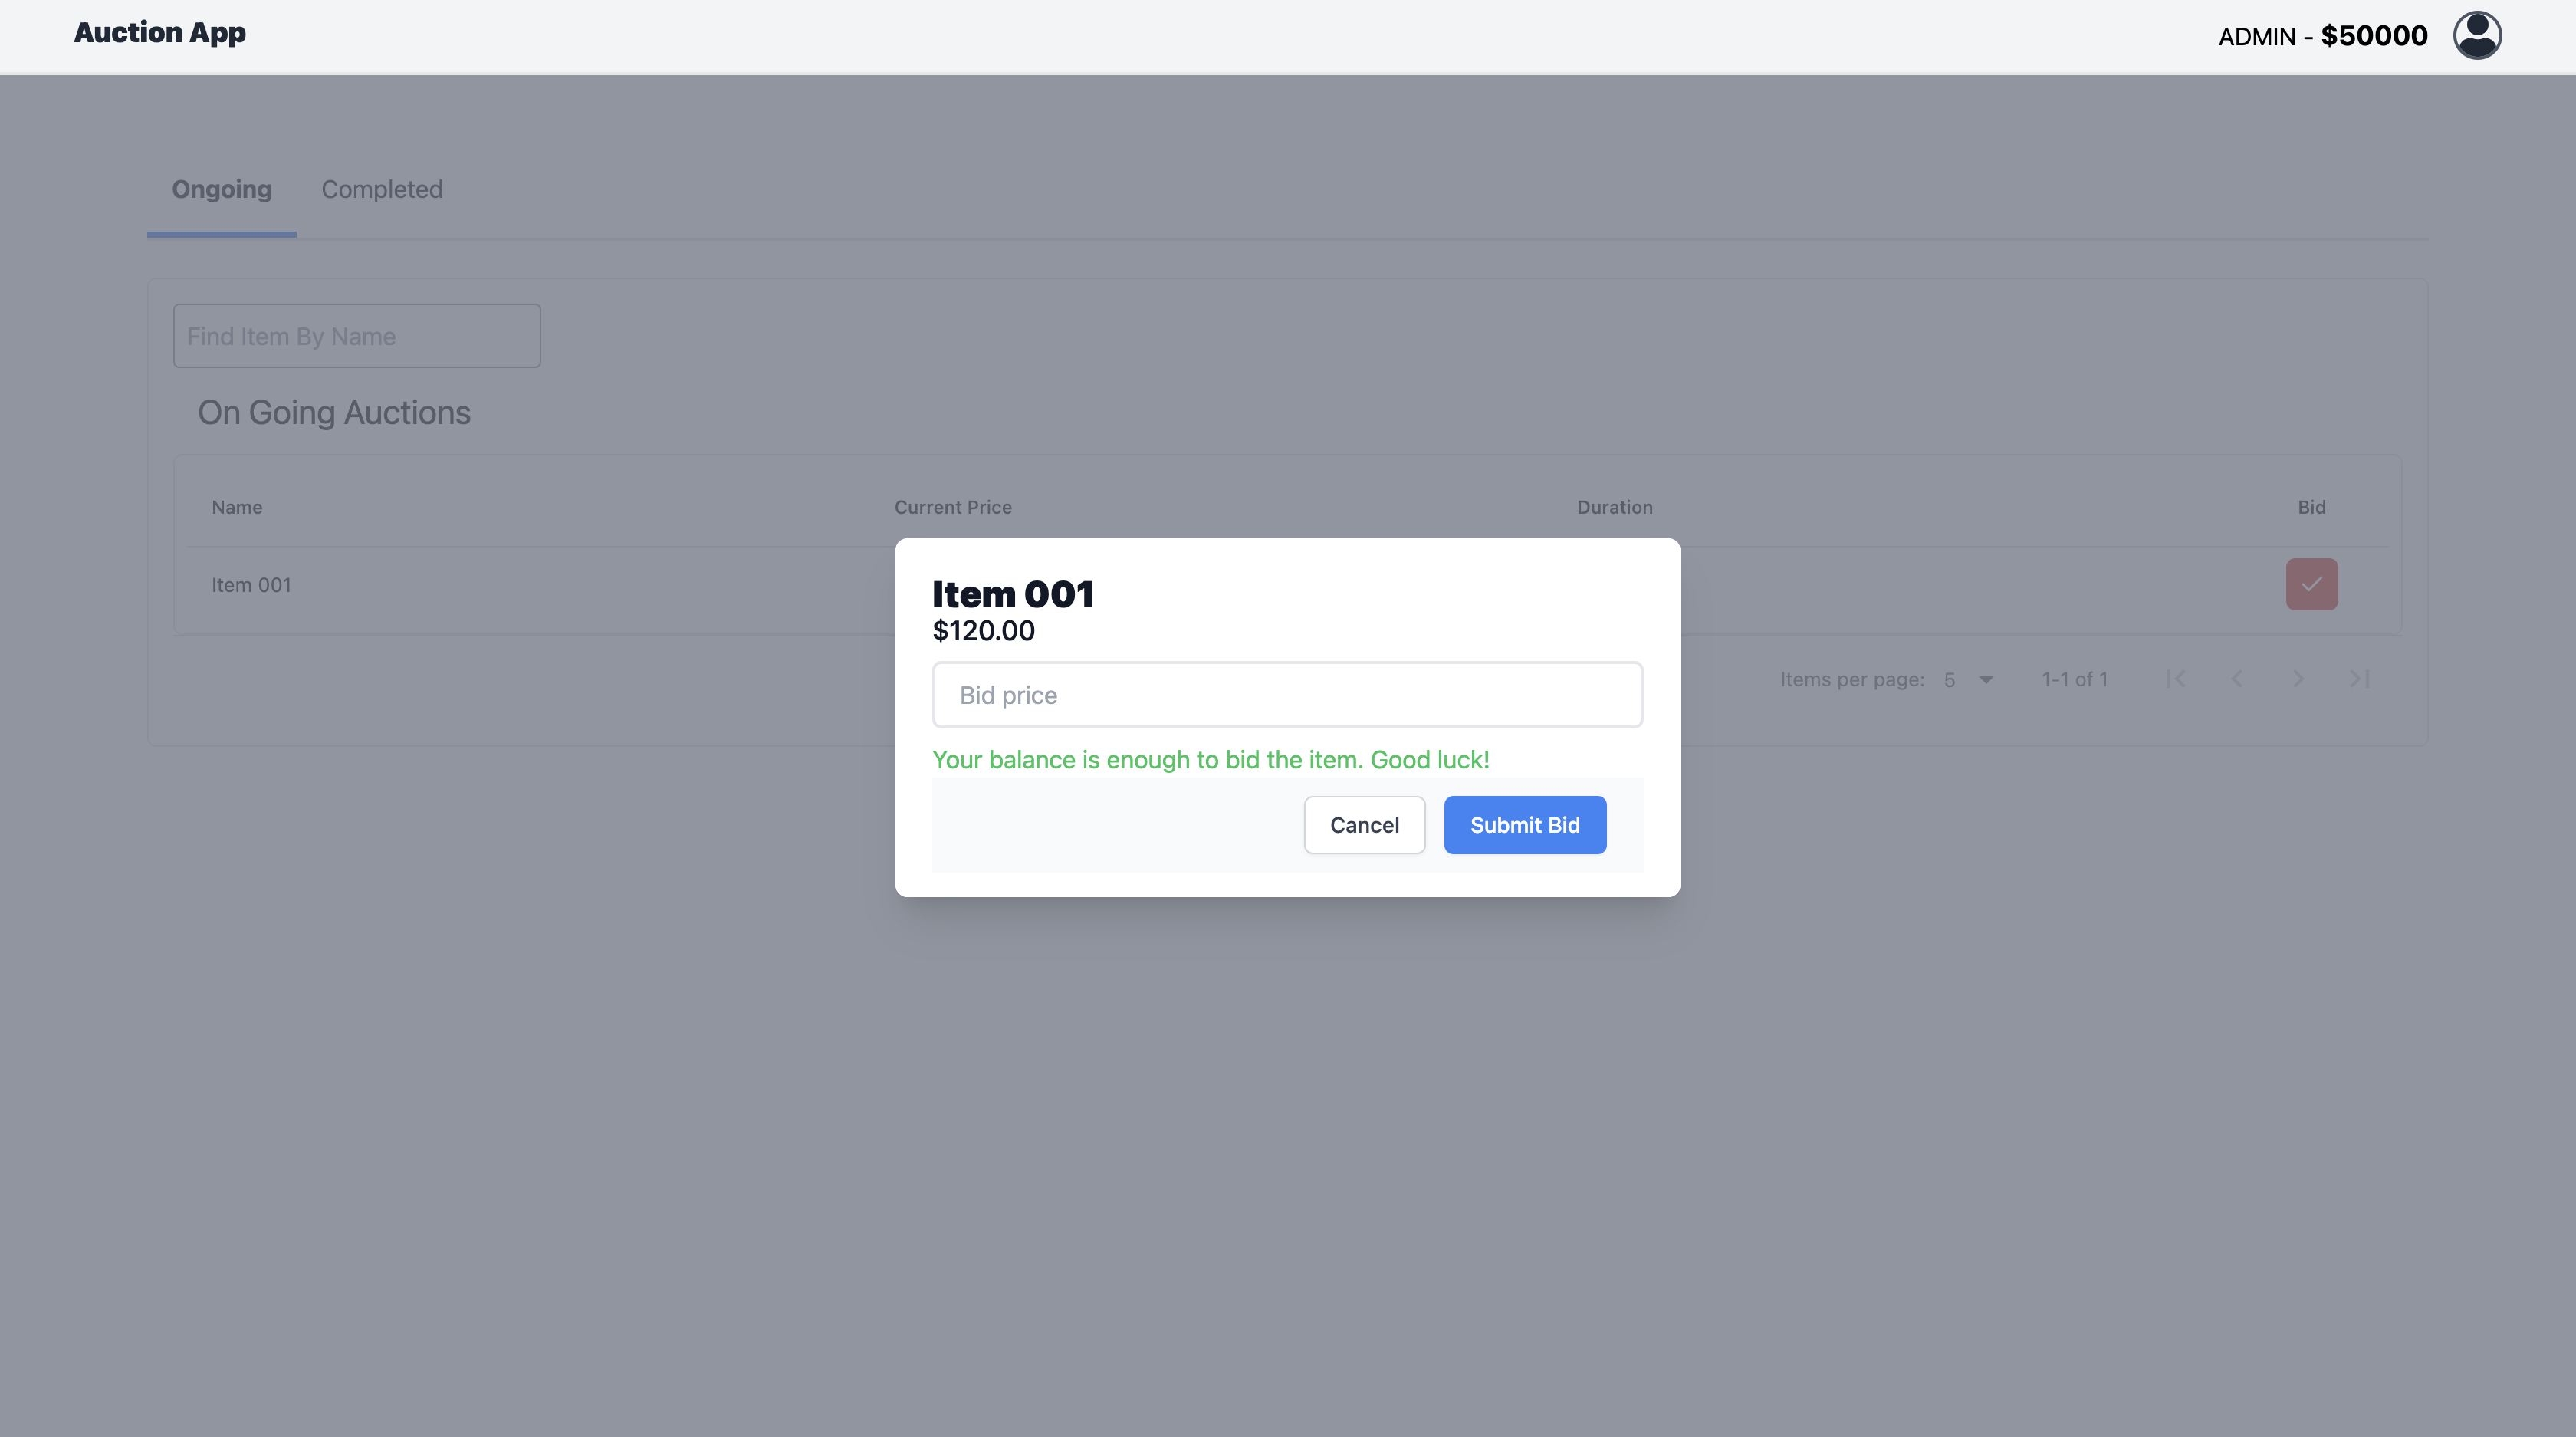 Auction App
ADMIN - $50000
Ongoing
Completed
Find Item By Name
On Going Auctions
Name
Current Price
Duration
Bid
Item 001
Item 001
$120.00
Bid price
Your balance is enough to bid the item. Good luck!
Cancel
Submit Bid
Items per page: 5
1-1 of 1